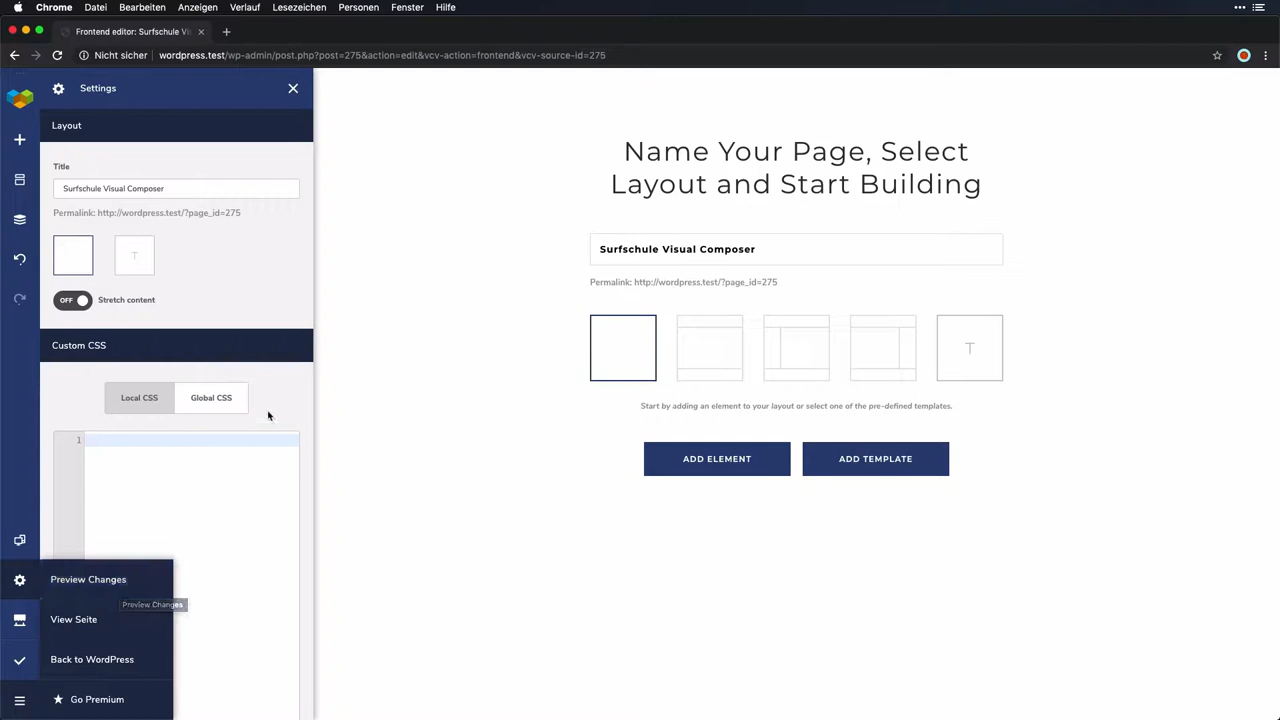 Chrome Datei Bearbeiten Anzeigen Verlauf Lesezeichen Personen Fenster Hilfe
Frontend editor: Surfschule Vi
Nicht sicher wordpress.test/wp-admin/post.php?post=275&action=edit&vcv-action=frontend&vcv-source-id=275
Settings
Layout
Title
Surfschule Visual Composer
Permalink: http://wordpress.test/?page_id=275
T
OFF Stretch content
Custom CSS
Local CSS Global CSS
1
Preview Changes
Preview Changes
View Seite
Back to WordPress
Go Premium
Name Your Page, Select
Layout and Start Building
Surfschule Visual Composer
Permalink: http://wordpress.test/?page_id=275
T
Start by adding an element to your layout or select one of the pre-defined templates.
ADD ELEMENT ADD TEMPLATE